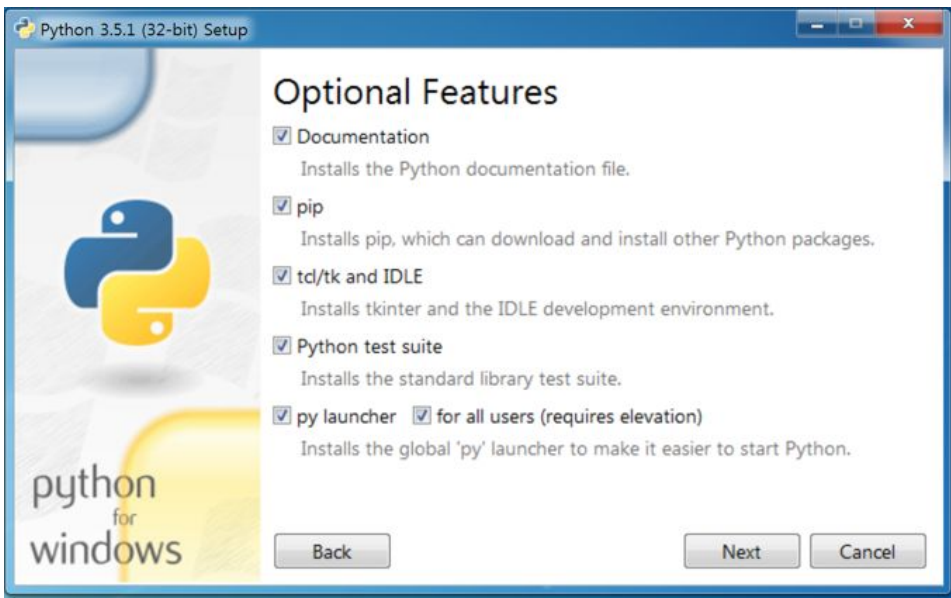 Python 3.5.1 (32-bit) Setup
Optional Features
Documentation
Installs the Python documentation file.
pip
Installs pip, which can download and install other Python packages.
tcl/tk and IDLE
Installs tkinter and the IDLE development environment.
Python test suite
Installs the standard library test suite.
py launcher for all users (requires elevation)
Installs the global 'py' launcher to make it easier to start Python.
python
for
windows
Back Next Cancel